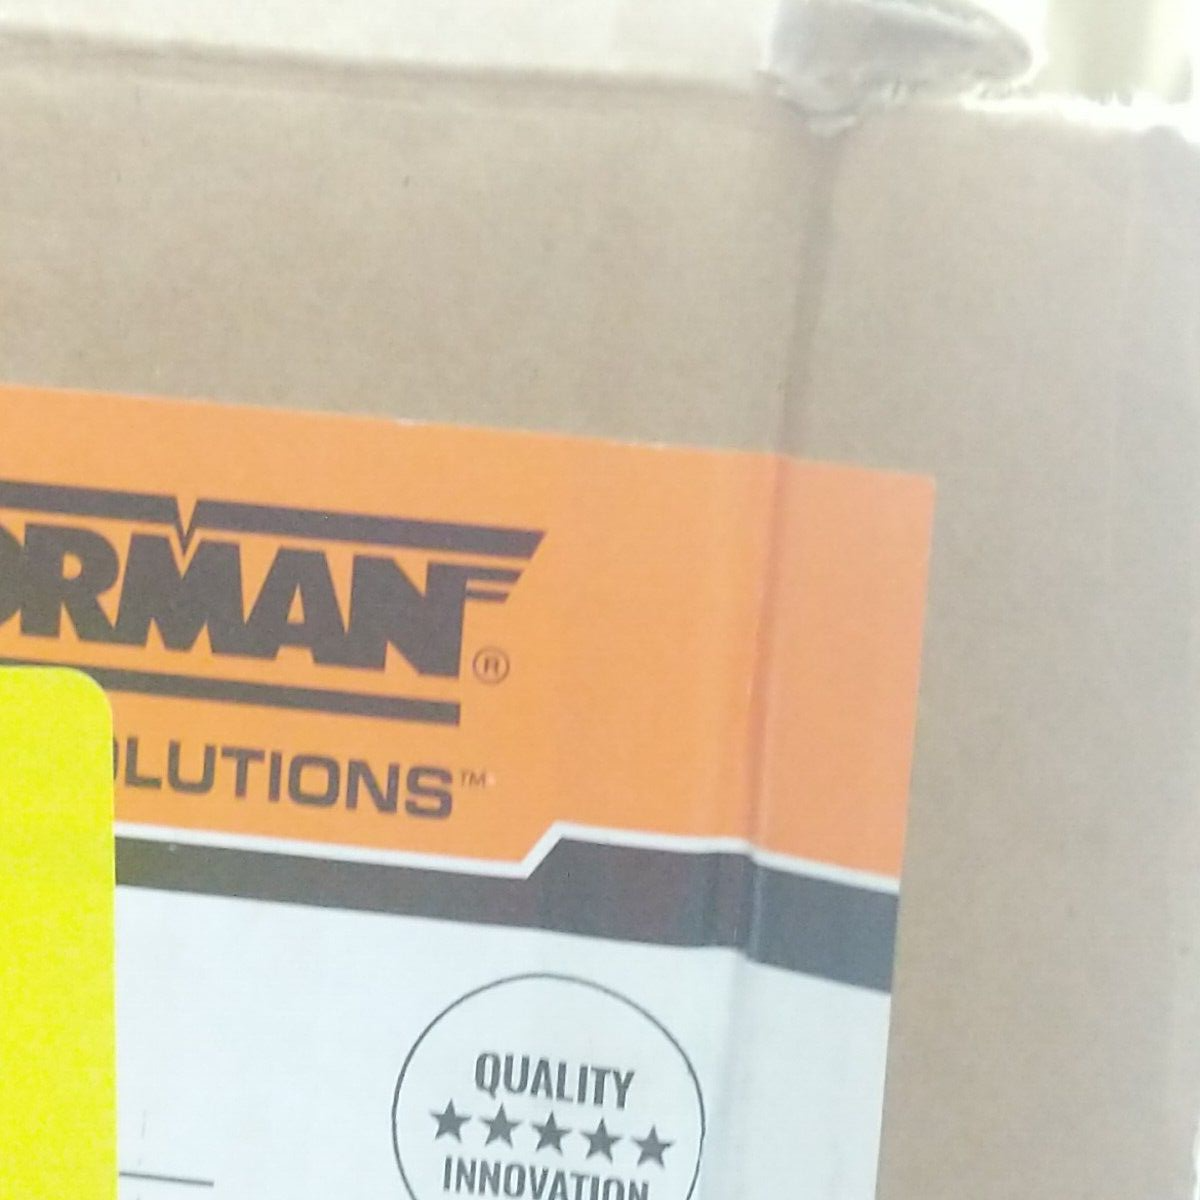 ORMAN®
OLUTIONS™
QUALITY
★★★★★
INNOVATION